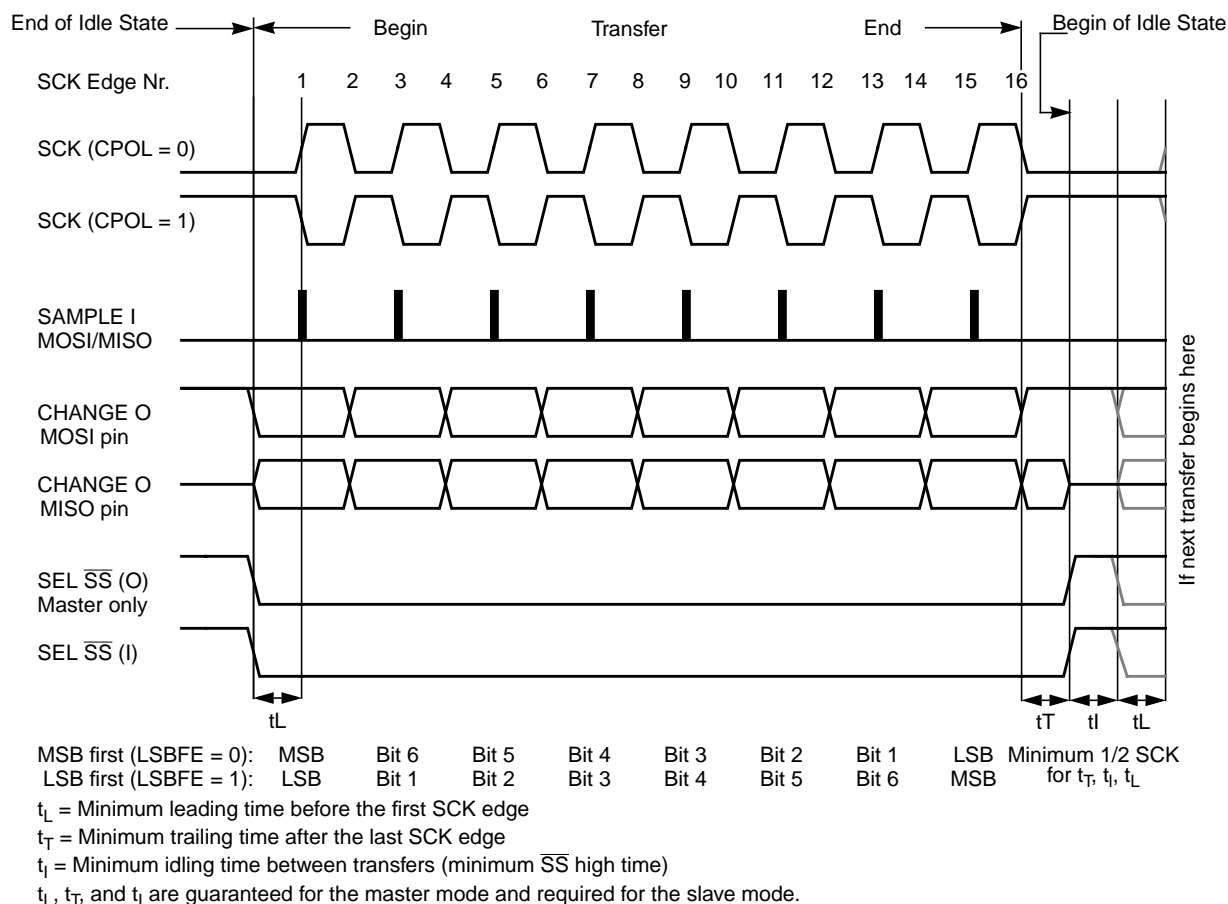 End of Idle State
Begin
Transfer
End
Begin of Idle State
SCK Edge Nr.
1 2 3 4 5 6 7 8 9 10 11 12 13 14 15 16
SCK (CPOL = 0)
SCK (CPOL = 1)
SAMPLE I
MOSI/MISO
CHANGE O
MOSI pin
CHANGE O
MISO pin
SEL SS (O)
Master only
SEL SS (I)
If next transfer begins here
tL
tT
tI
tL
MSB first (LSBFE = 0): MSB Bit 6 Bit 5 Bit 4 Bit 3 Bit 2 Bit 1 LSB
LSB first (LSBFE = 1): LSB Bit 1 Bit 2 Bit 3 Bit 4 Bit 5 Bit 6 MSB
Minimum 1/2 SCK
for tT, tI, tL
tL = Minimum leading time before the first SCK edge
tT = Minimum trailing time after the last SCK edge
tI = Minimum idling time between transfers (minimum SS high time)
tL, tT, and tI are guaranteed for the master mode and required for the slave mode.